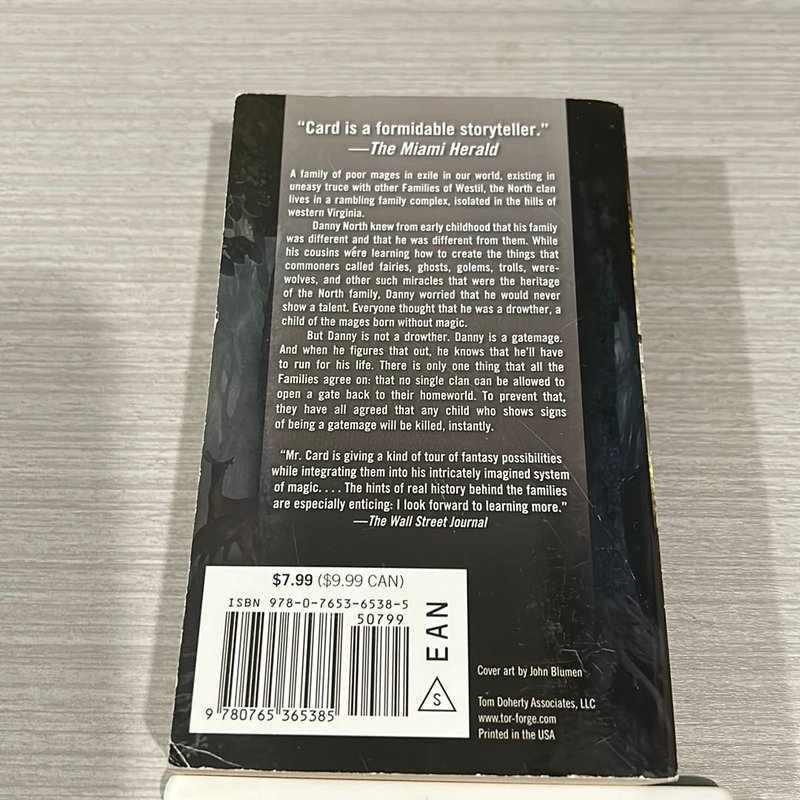 “Card is a formidable storyteller.”
—The Miami Herald
A family of poor mages in exile in our world, existing in
uneasy truce with other Families of Westil, the North clan
lives in a rambling family complex, isolated in the hills of
western Virginia.
Danny North knew from early childhood that his family
was different and that he was different from them. While
his cousins were learning how to create the things that
commoners called fairies, ghosts, golems, trolls, were-
wolves, and other such miracles that were the heritage
of the North family, Danny worried that he would never
show a talent. Everyone thought that he was a drowther, a
child of the mages born without magic.
But Danny is not a drowther. Danny is a gatemage.
And when he figures that out, he knows that he'll have
to run for his life. There is only one thing that all the
Families agree on: that no single clan can be allowed to
open a gate back to their homeworld. To prevent that,
they have all agreed that any child who shows signs
of being a gatemage will be killed, instantly.
“Mr. Card is giving a kind of tour of fantasy possibilities
while integrating them into his intricately imagined system
of magic. . . . The hints of real history behind the families
are especially enticing: I look forward to learning more.”
—The Wall Street Journal
$7.99 ($9.99 CAN)
ISBN 978-0-7653-6538-5
50799
EAN
S
9 780765 365385
Cover art by John Blumen
Tom Doherty Associates, LLC
www.tor-forge.com
Printed in the USA